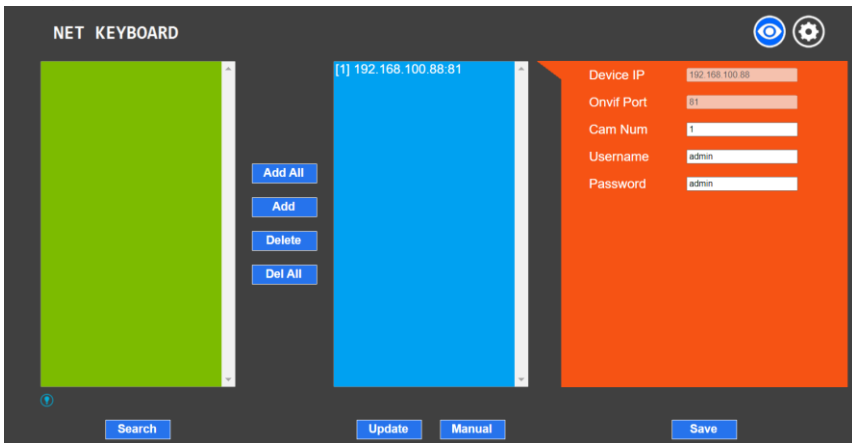 NET KEYBOARD
[1] 192.168.100.88:81
Add All
Add
Delete
Del All
Device IP 192.168.100.88
Onvif Port 81
Cam Num 1
Username admin
Password admin
Search
Update
Manual
Save